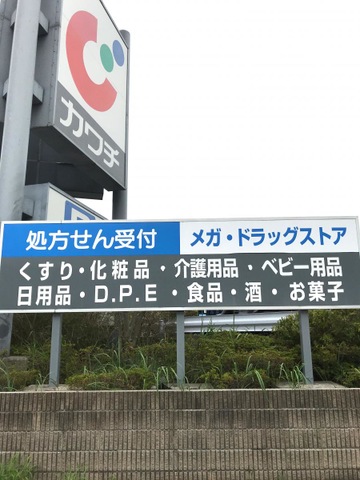 カワチ
処方せん受付
メガ・ドラッグストア
くすり・化粧品・介護用品・ベビー用品
日用品・D.P.E・食品・酒・お菓子